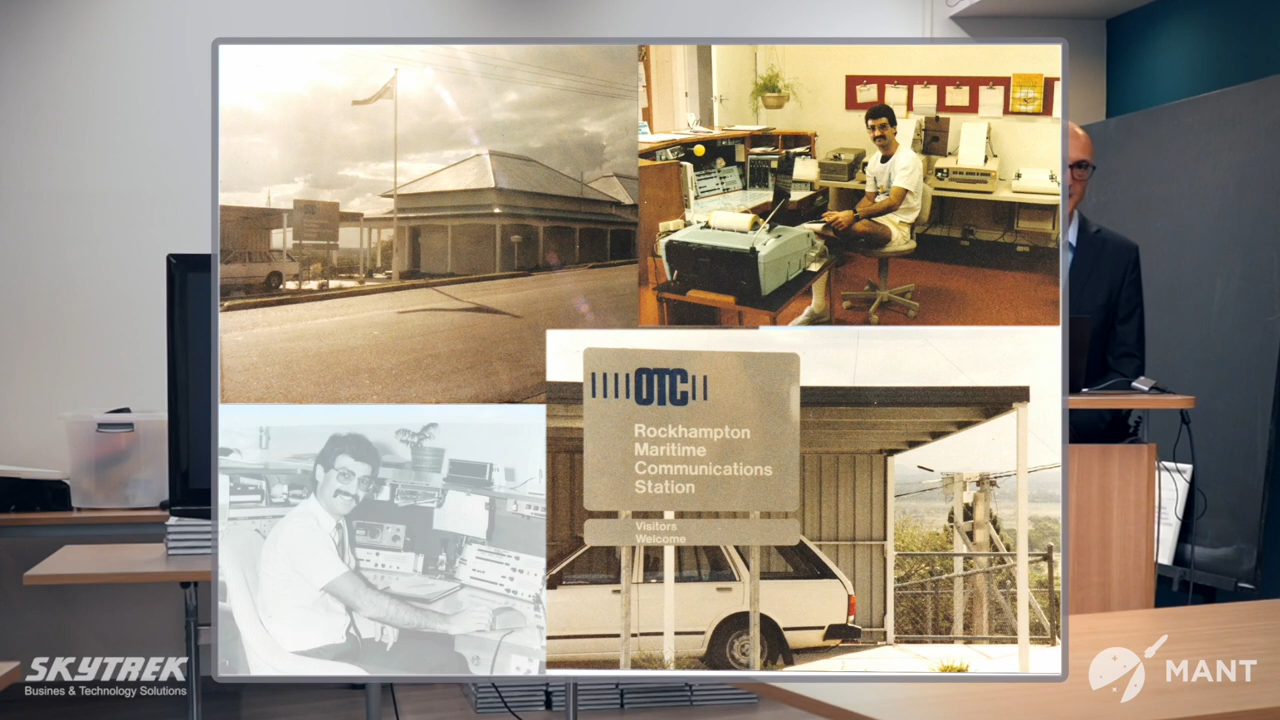 OTC
Rockhampton
Maritime
Communications
Station
Visitors
Welcome
SKYTREK
Busines & Technology Solutions
MANT